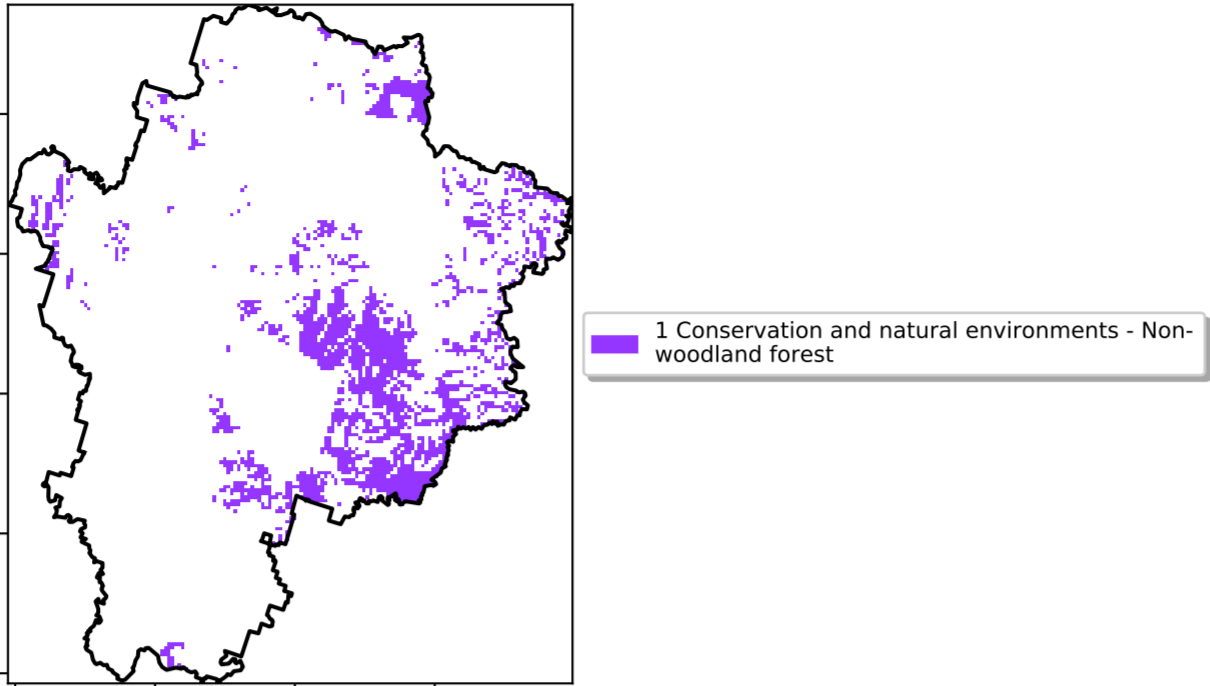 1 Conservation and natural environments - Non-
woodland forest